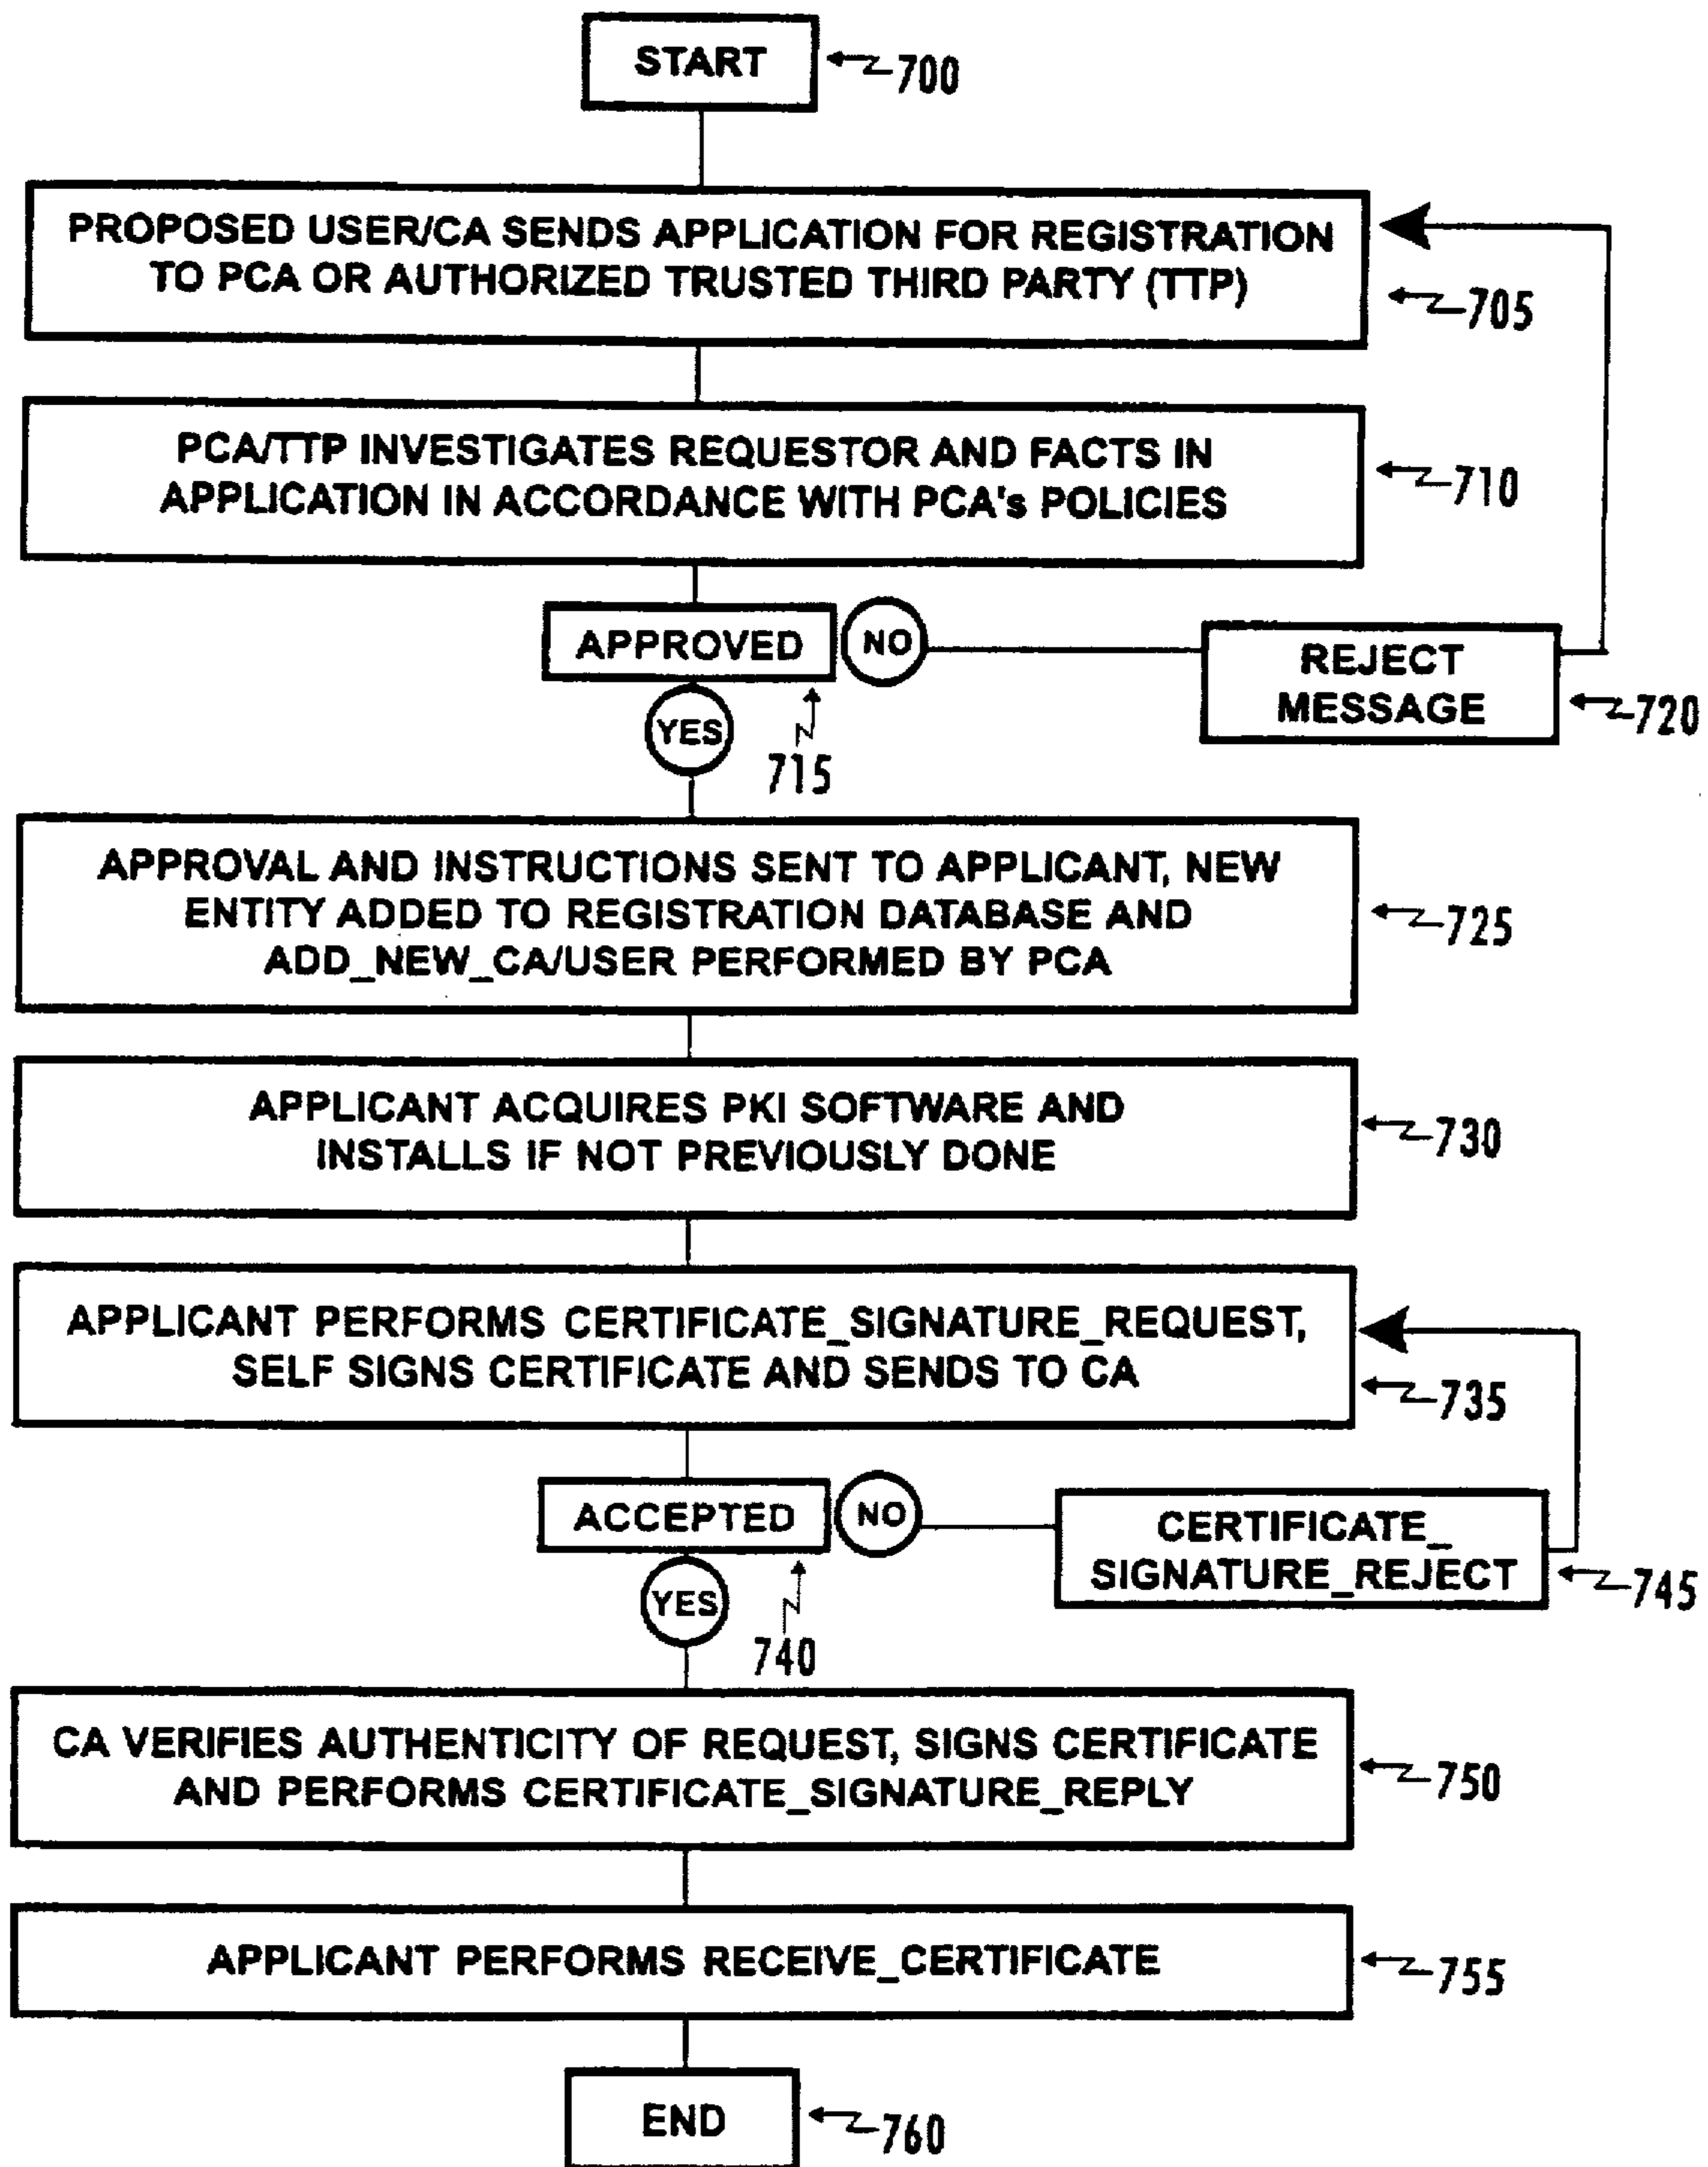 START
700
PROPOSED USER/CA SENDS APPLICATION FOR REGISTRATION
TO PCA OR AUTHORIZED TRUSTED THIRD PARTY (TTP)
705
PCA/TTP INVESTIGATES REQUESTOR AND FACTS IN
APPLICATION IN ACCORDANCE WITH PCA's POLICIES
710
APPROVED
NO
REJECT
MESSAGE
720
YES
715
APPROVAL AND INSTRUCTIONS SENT TO APPLICANT, NEW
ENTITY ADDED TO REGISTRATION DATABASE AND
ADD_NEW_CA/USER PERFORMED BY PCA
725
APPLICANT ACQUIRES PKI SOFTWARE AND
INSTALLS IF NOT PREVIOUSLY DONE
730
APPLICANT PERFORMS CERTIFICATE_SIGNATURE_REQUEST,
SELF SIGNS CERTIFICATE AND SENDS TO CA
735
ACCEPTED
NO
CERTIFICATE_
SIGNATURE_REJECT
745
YES
740
CA VERIFIES AUTHENTICITY OF REQUEST, SIGNS CERTIFICATE
AND PERFORMS CERTIFICATE_SIGNATURE_REPLY
750
APPLICANT PERFORMS RECEIVE_CERTIFICATE
755
END
760